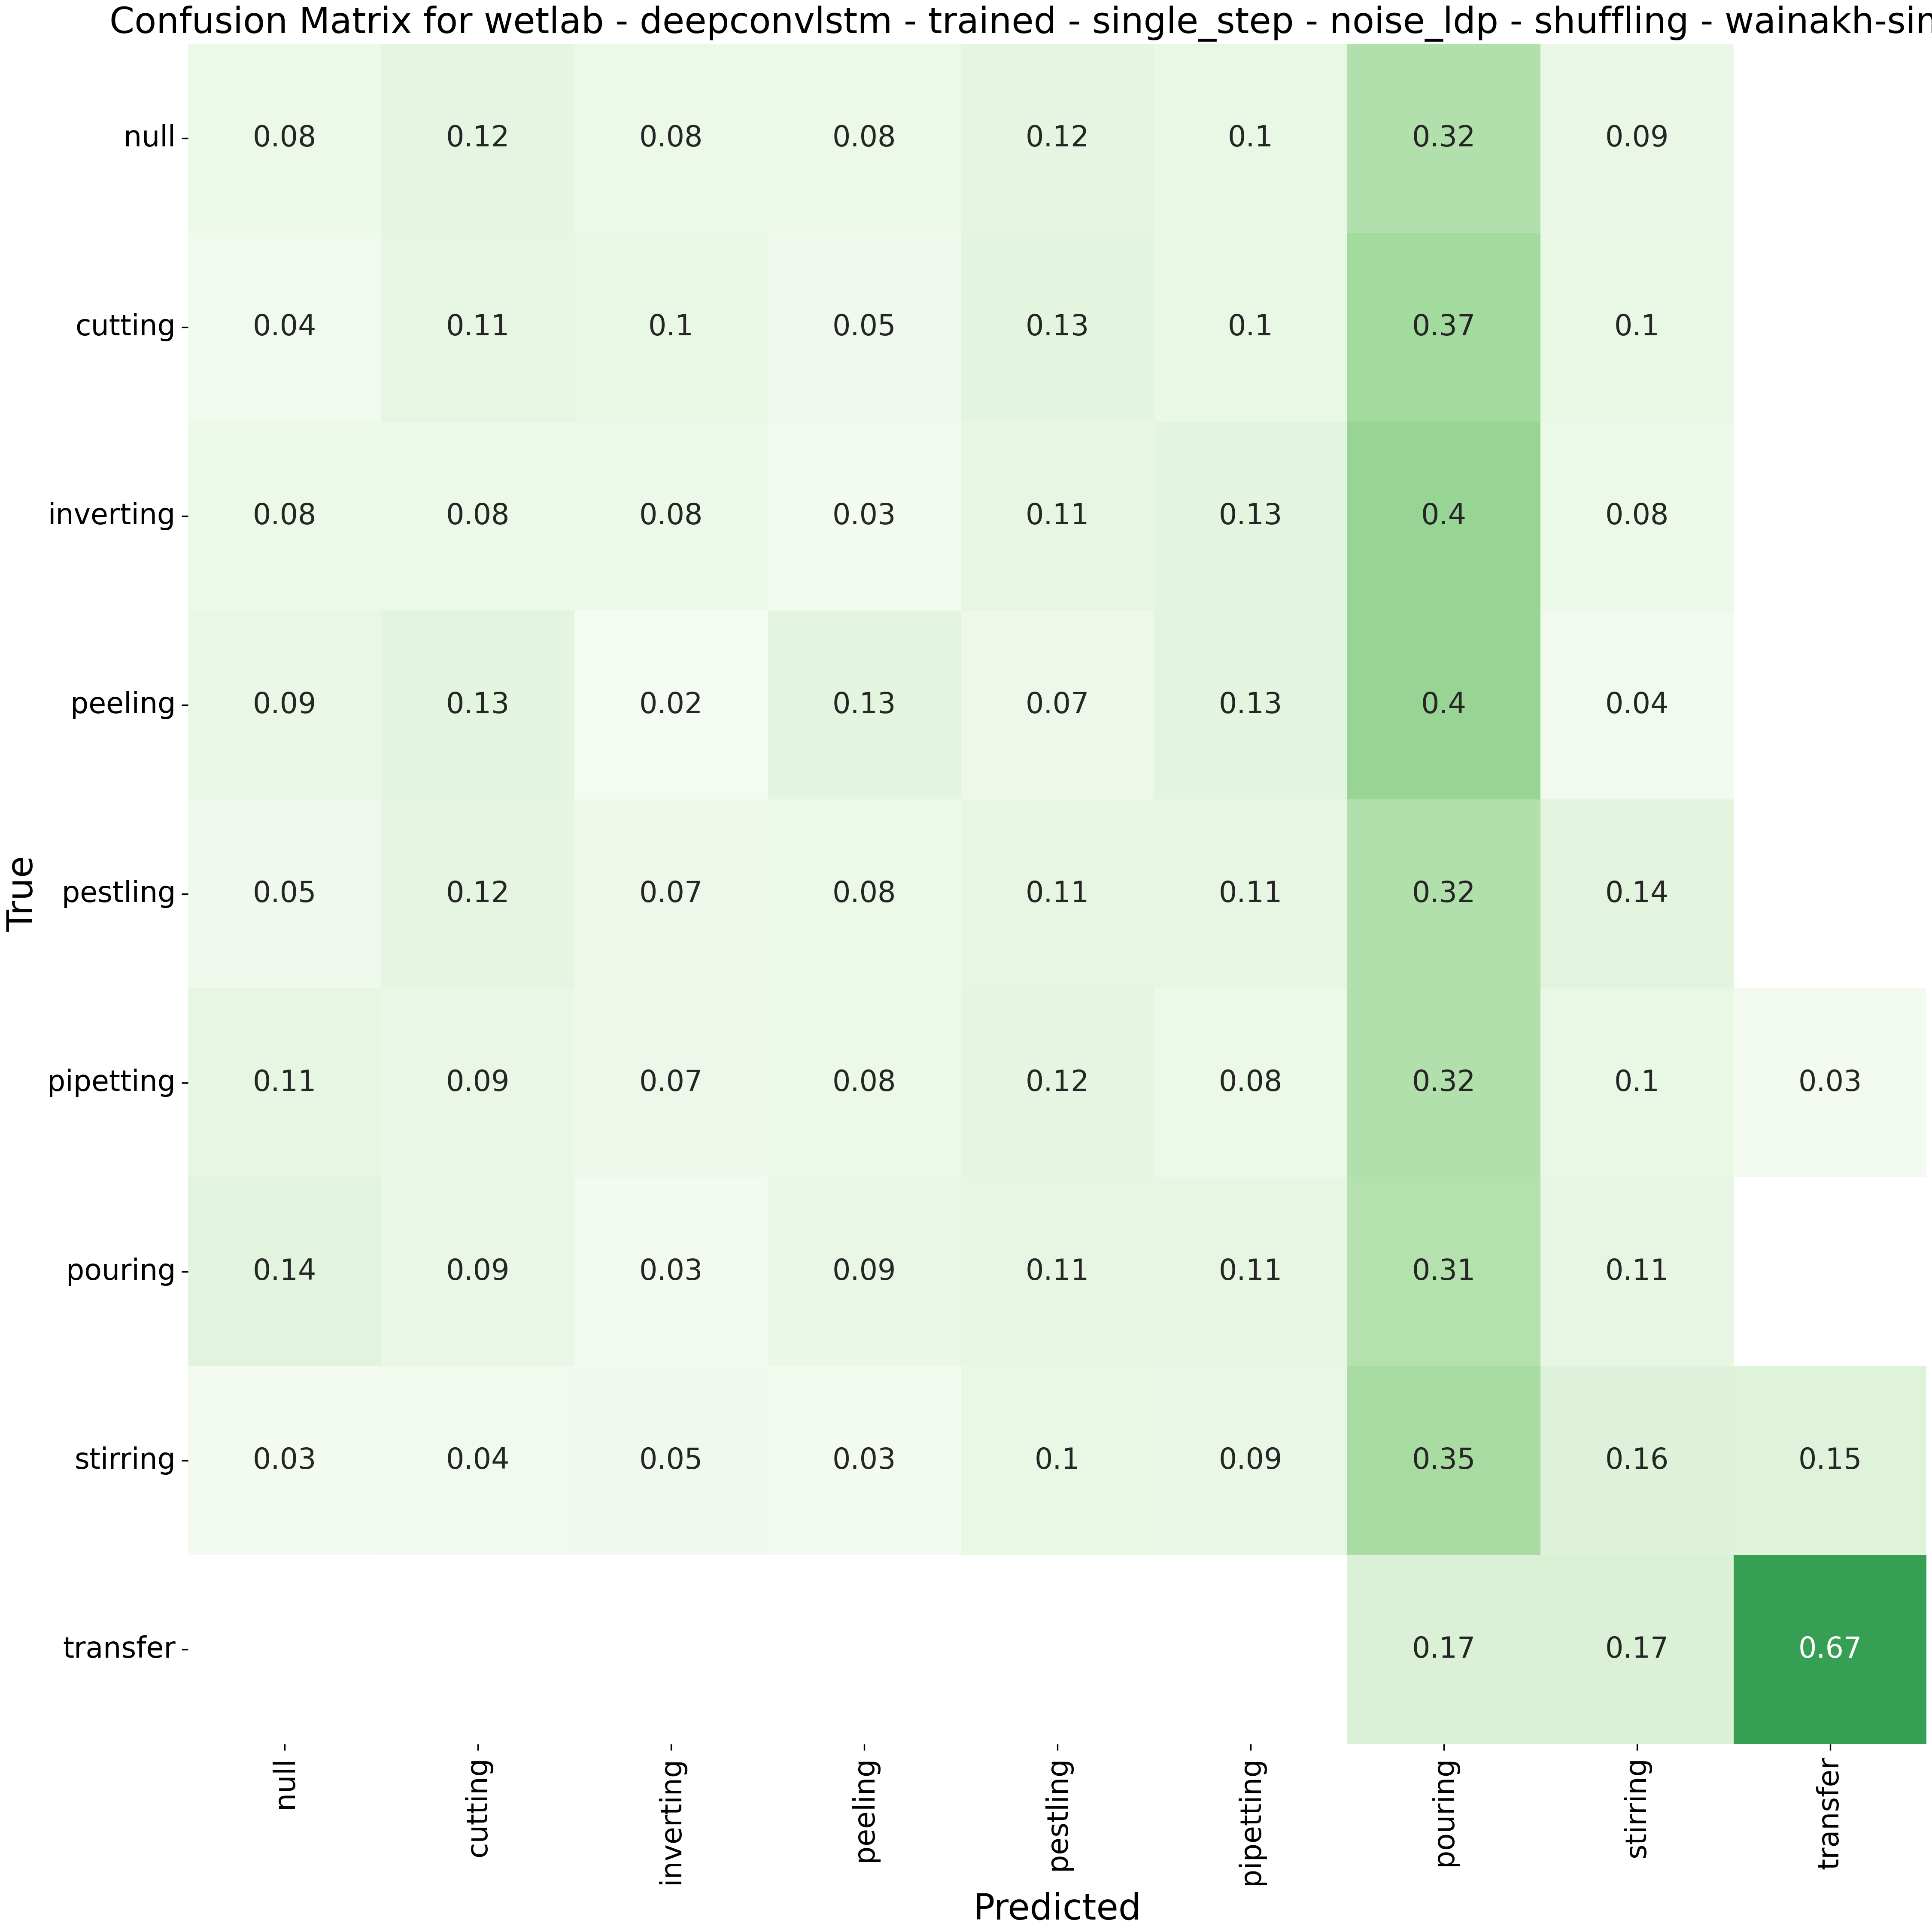 Confusion Matrix for wetlab - deepconvlstm - trained - single_step - noise_ldp - shuffling - wainakh-sin
null 0.08 0.12 0.08 0.08 0.12 0.1 0.32 0.09
cutting 0.04 0.11 0.1 0.05 0.13 0.1 0.37 0.1
inverting 0.08 0.08 0.08 0.03 0.11 0.13 0.4 0.08
peeling 0.09 0.13 0.02 0.13 0.07 0.13 0.4 0.04
pestling 0.05 0.12 0.07 0.08 0.11 0.11 0.32 0.14
pipetting 0.11 0.09 0.07 0.08 0.12 0.08 0.32 0.1 0.03
pouring 0.14 0.09 0.03 0.09 0.11 0.11 0.31 0.11
stirring 0.03 0.04 0.05 0.03 0.1 0.09 0.35 0.16 0.15
transfer 0.17 0.17 0.67
True
null cutting inverting peeling pestling pipetting pouring stirring transfer
Predicted